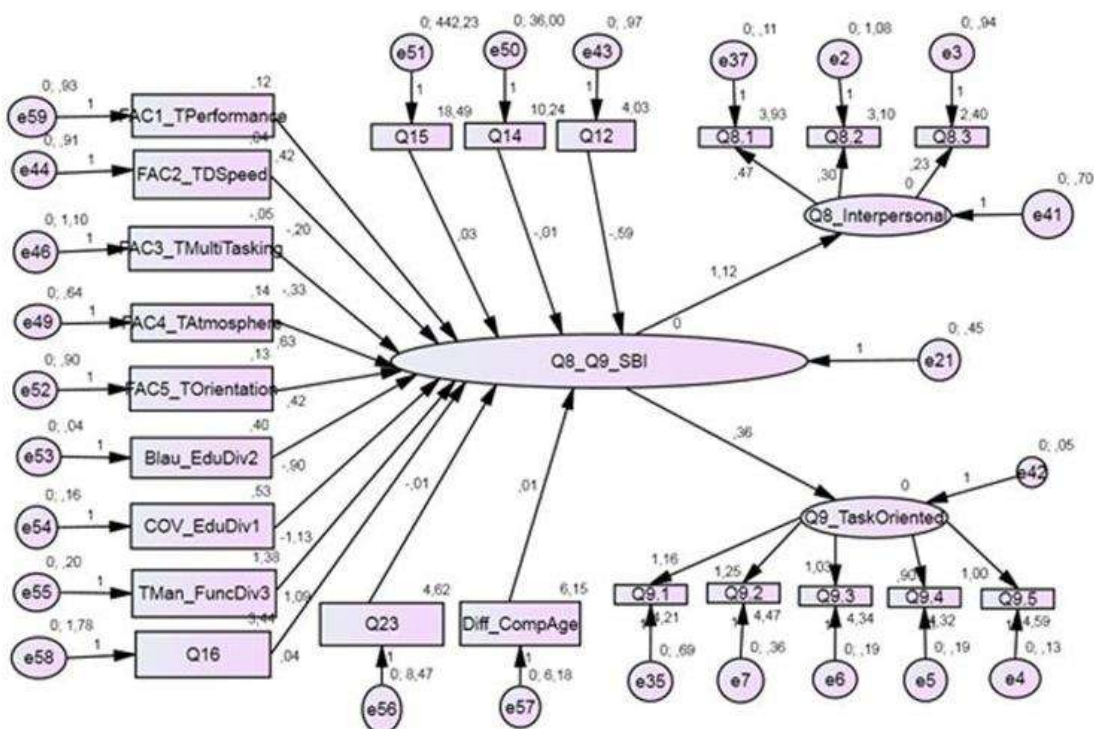 0; 442,23
0; 36,00
0; ,97
0; ,11
0; 1,08
0; ,94
e51
e50
e43
e37
e2
e3
1
1
1
1
1
1
18,49
10,24
4,03
3,93
3,10
2,40
Q15
Q14
Q12
Q8.1
Q8.2
Q8.3
,47
,30
,23
0
Q8_Interpersonal
1
0; ,70
e41
0; ,93
e59
1
,12
FAC1_TPerformance
,42
0; ,91
e44
1
,04
FAC2_TDSpeed
-,20
0; 1,10
e46
1
-,05
FAC3_TMultiTasking
-,33
0; ,64
e49
1
,14
FAC4_TAtmosphere
,63
0; ,90
e52
1
,13
FAC5_TOrientation
,42
0; ,04
e53
1
,40
Blau_EduDiv2
-,90
0; ,16
e54
1
,53
COV_EduDiv1
-1,13
0; ,20
e55
1
1,38
TMan_FuncDiv3
1,09
0; 1,78
e58
1
3,44
Q16
,04
,03
-,01
-,59
1,12
0
Q8_Q9_SBI
1
0; ,45
e21
-,01
,01
,36
4,62
6,15
Q23
Diff_CompAge
1
1
0; 8,47
0; 6,18
e56
e57
0
1
0; ,05
e42
Q9_TaskOriented
1,16
1,25
1,03
,90
1,00
Q9.1
Q9.2
Q9.3
Q9.4
Q9.5
4,21
4,47
4,34
4,32
4,59
1
1
1
1
1
0; ,69
0; ,36
0; ,19
0; ,19
0; ,13
e35
e7
e6
e5
e4